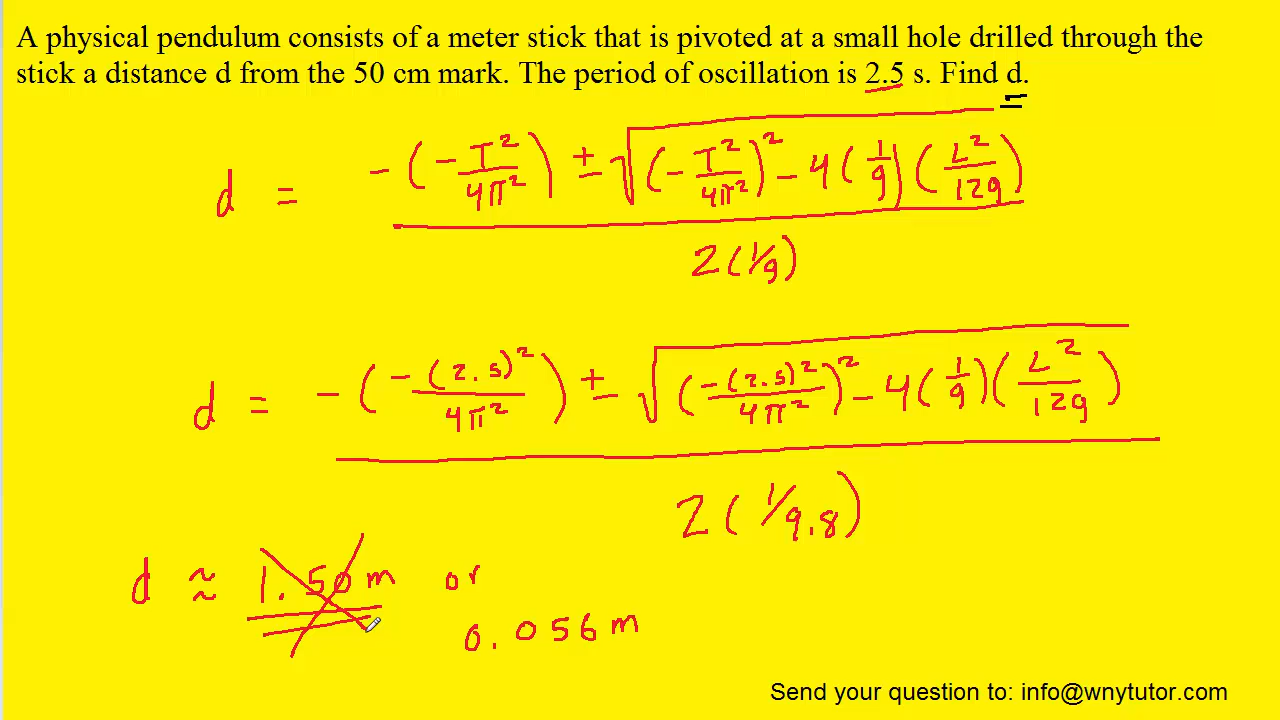 A physical pendulum consists of a meter stick that is pivoted at a small hole drilled through the
stick a distance d from the 50 cm mark. The period of oscillation is 2.5 s. Find d.
d = (-(-T²/4π²) ± √((-T²/4π²)² - 4(1/g)(L²/12g))) / 2(1/g)
d = (-(-(2.5)²/4π²) ± √((-(2.5)²/4π²)² - 4(1/g)(L²/12g))) / 2(1/9.8)
d ≈ 1.50 m or
0.056 m
Send your question to: info@wnytutor.com